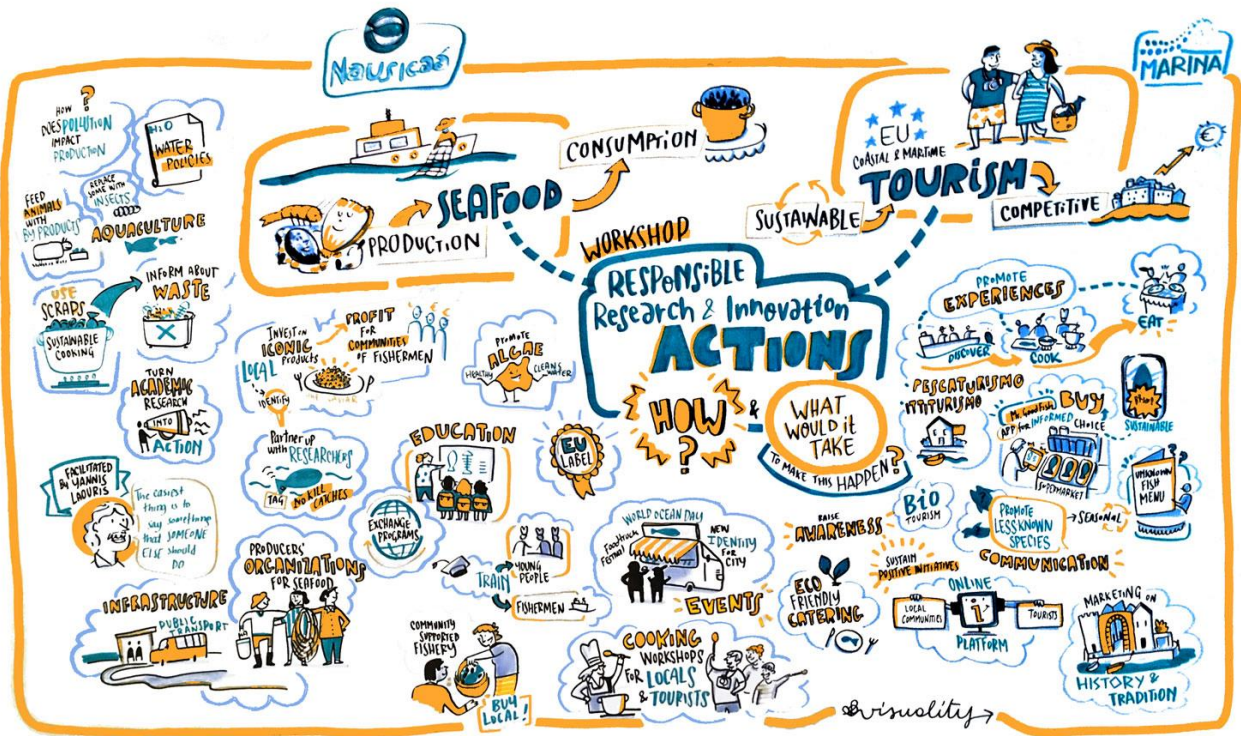 Nausicaá
MARINA
HOW
DOES POLLUTION
IMPACT
PRODUCTION
?
H2O
WATER
POLICIES
FEED
ANIMALS
WITH
BY PRODUCTS
REPLACE
SOME WITH
INSECTS
AQUACULTURE
USE
SCRAPS
SUSTAINABLE
COOKING
INFORM ABOUT
WASTE
TURN
ACADEMIC
RESEARCH
INTO
ACTION
PRODUCTION
SEAFOOD
CONSUMPTION
EU
COASTAL & MARITIME
TOURISM
SUSTAINABLE
COMPETITIVE
€
WORKSHOP
RESPONSIBLE
Research & Innovation
ACTIONS
HOW
?
&
WHAT
WOULD iT
TAKE
TO MAKE THIS HAPPEN?
INVEST IN
ICONIC
LOCAL
Products
IDENTIFY
PROFIT
FOR
COMMUNITIES
OF FISHERMEN
PROMOTE
ALGAE
HEALTHY
CLEANS
WATER
Partner up
with RESEARCHERS
TAG
NO KILL
CATCHES
EDUCATION
EU
LABEL
EXCHANGE
PROGRAMS
TRAIN
YOUNG
PEOPLE
FISHERMEN
FACILITATED
BY YIANNIS
LAOURIS
The easiest
thing is to
say something
that SOMEONE
ELSE should
DO
PRODUCERS'
ORGANIZATIONS
FOR SEAFOOD
INFRASTRUCTURE
PUBLIC
TRANSPORT
COMMUNITY
SUPPORTED
FISHERY
BUY
LOCAL!
WORLD OCEAN DAY
FOODTRUCK
FESTIVAL
NEW
IDENTITY
FOR
CITY
EVENTS
COOKING
WORKSHOPS
FOR LOCALS
& TOURISTS
RAISE
AWARENESS
ECO
FRIENDLY
CATERING
PROMOTE
EXPERIENCES
DISCOVER
COOK
EAT
PESCATURISMO
ITTITURISMO
BUY
Mr. Goodfish
APP for INFORMED CHOICE
SUPERMARKET
SUSTAINABLE
UNKNOWN
FISH
MENU
BIO
TOURISM
PROMOTE
LESS KNOWN
SPECIES
→ SEASONAL
SUSTAIN
POSITIVE INITIATIVES
COMMUNICATION
ONLINE
LOCAL
COMMUNITIES
i
TOURISTS
PLATFORM
MARKETING ON
HISTORY &
TRADITION
visuality